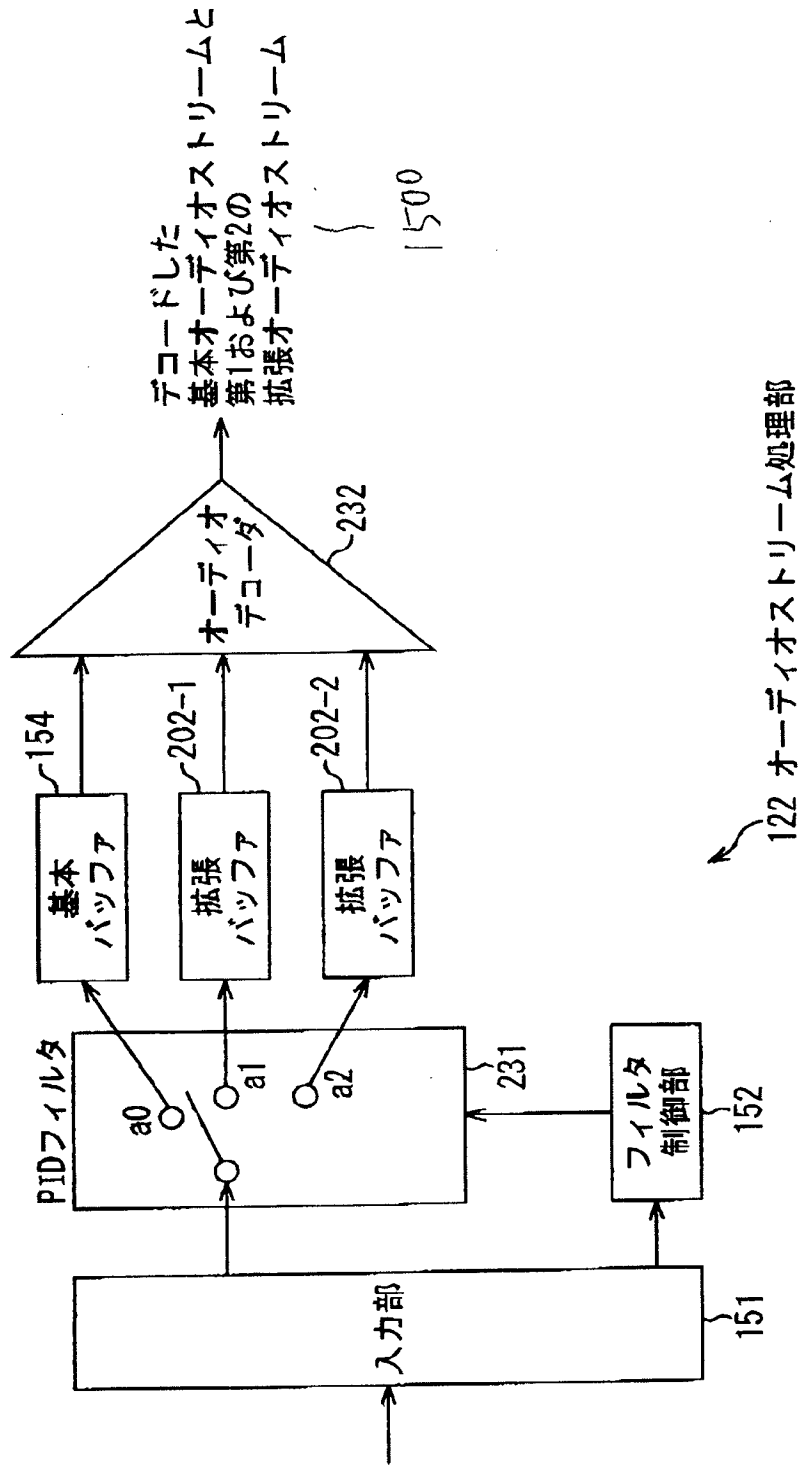 PIDフィルタ
a0
a1
a2
231
入力部
151
フィルタ
制御部
152
基本
バッファ
154
拡張
バッファ
202-1
拡張
バッファ
202-2
オーディオ
デコーダ
232
デコードした
基本オーディオストリームと
第1および第2の
拡張オーディオストリーム
1500
122 オーディオストリーム処理部